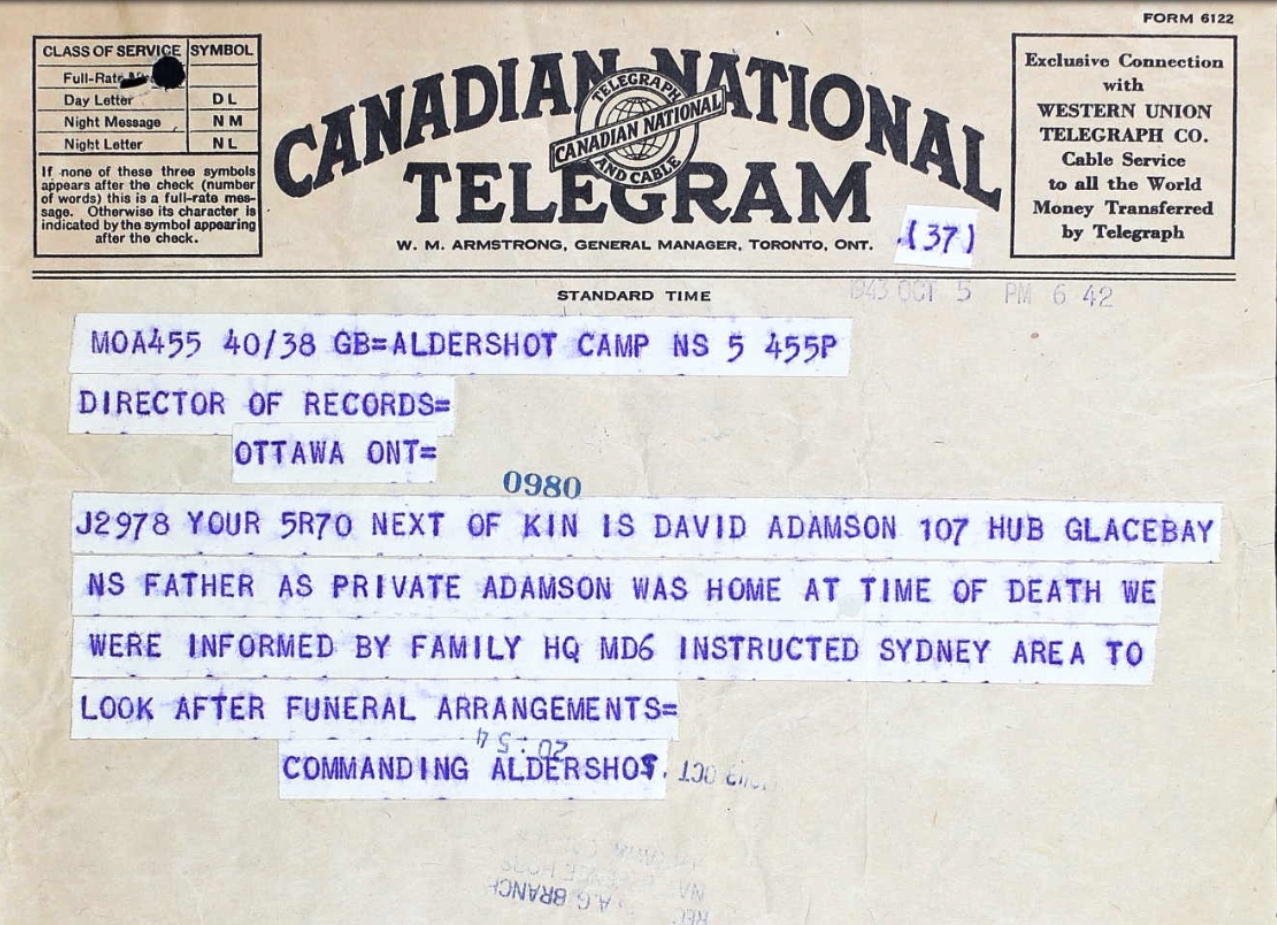 FORM 6122
CLASS OF SERVICE SYMBOL
Full-Rate
Day Letter DL
Night Message NM
Night Letter NL
If none of these three symbols
appears after the check (number
of words) this is a full-rate mes-
sage. Otherwise its character is
indicated by the symbol appearing
after the check.
CANADIAN NATIONAL
TELEGRAM
TELEGRAPH
CANADIAN NATIONAL
AND CABLE
W. M. ARMSTRONG, GENERAL MANAGER, TORONTO, ONT.
Exclusive Connection
with
WESTERN UNION
TELEGRAPH CO.
Cable Service
to all the World
Money Transferred
by Telegraph
(37)
STANDARD TIME
1943 OCT 5 PM 6 42
MOA455 40/38 GB=ALDERSHOT CAMP NS 5 455P
DIRECTOR OF RECORDS=
OTTAWA ONT=
0980
J2978 YOUR 5R70 NEXT OF KIN IS DAVID ADAMSON 107 HUB GLACEBAY
NS FATHER AS PRIVATE ADAMSON WAS HOME AT TIME OF DEATH WE
WERE INFORMED BY FAMILY HQ MD6 INSTRUCTED SYDNEY AREA TO
LOOK AFTER FUNERAL ARRANGEMENTS=
COMMANDING ALDERSHOT.
A.G BRANCH